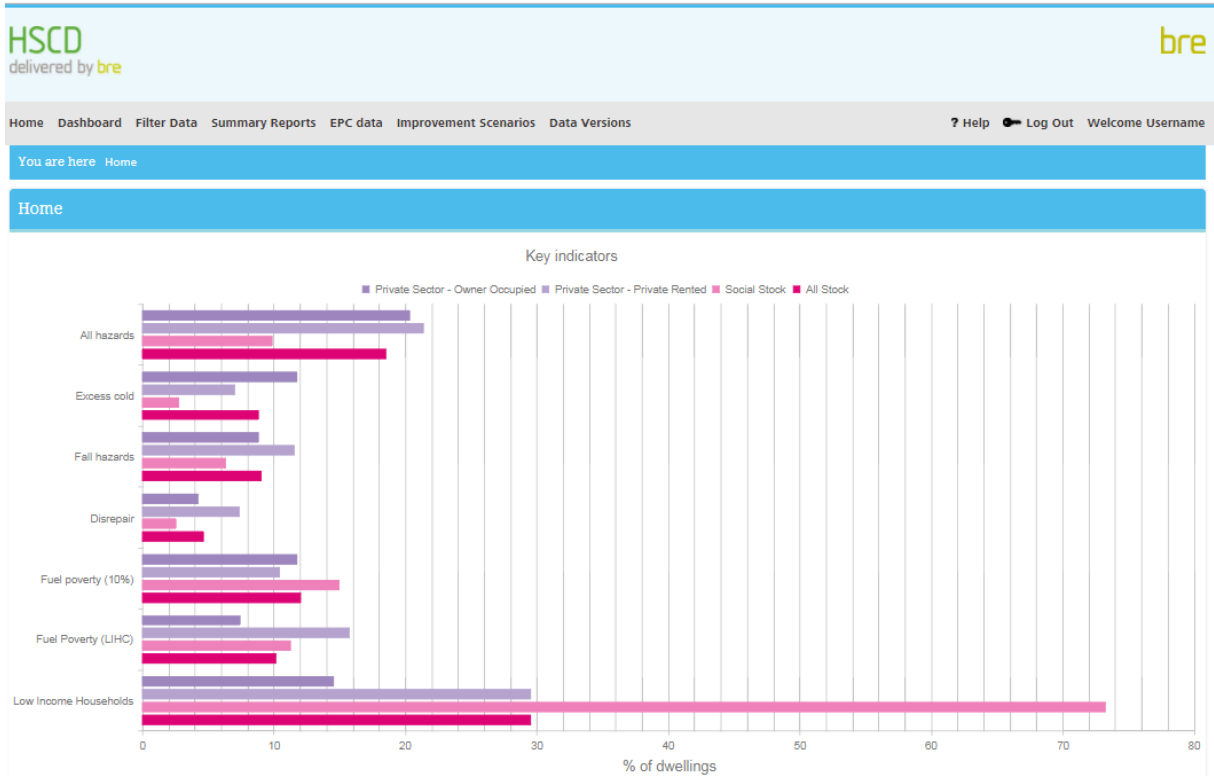 HSCD
delivered by bre
bre
Home Dashboard Filter Data Summary Reports EPC data Improvement Scenarios Data Versions ? Help Log Out Welcome Username
You are here Home
Home
Key indicators
Private Sector - Owner Occupied Private Sector - Private Rented Social Stock All Stock
All hazards
Excess cold
Fall hazards
Disrepair
Fuel poverty (10%)
Fuel Poverty (LIHC)
Low Income Households
0 10 20 30 40 50 60 70 80
% of dwellings